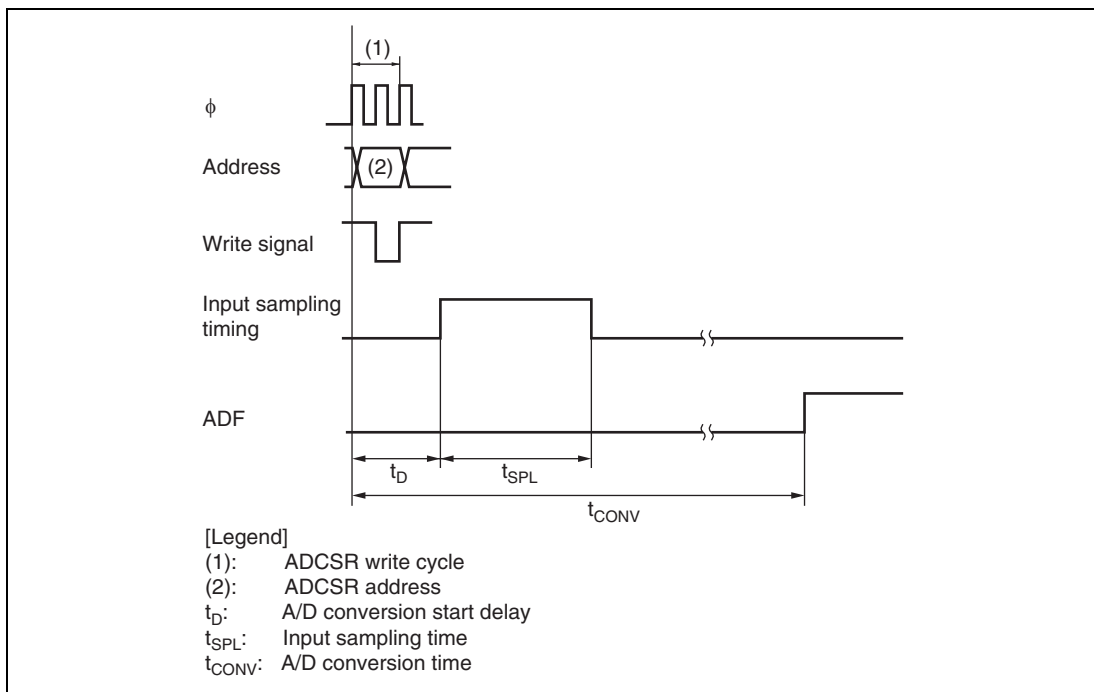 (1)
ϕ
Address
(2)
Write signal
Input sampling
timing
ADF
tD
tSPL
tCONV
[Legend]
(1): ADCSR write cycle
(2): ADCSR address
tD: A/D conversion start delay
tSPL: Input sampling time
tCONV: A/D conversion time